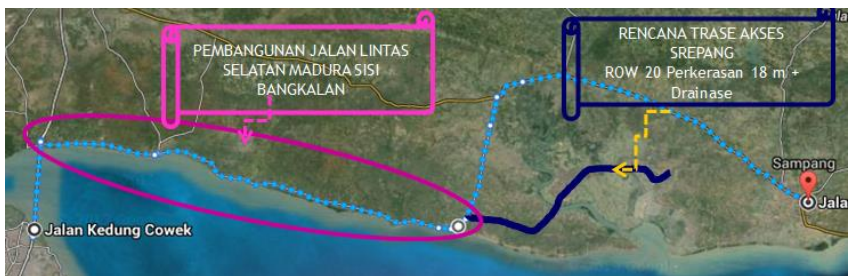 PEMBANGUNAN JALAN LINTAS
SELATAN MADURA SISI
BANGKALAN
RENCANA TRASE AKSES
SREPANG
ROW 20 Perkerasan 18 m +
Drainase
Sampang
Jala
Jalan Kedung Cowek